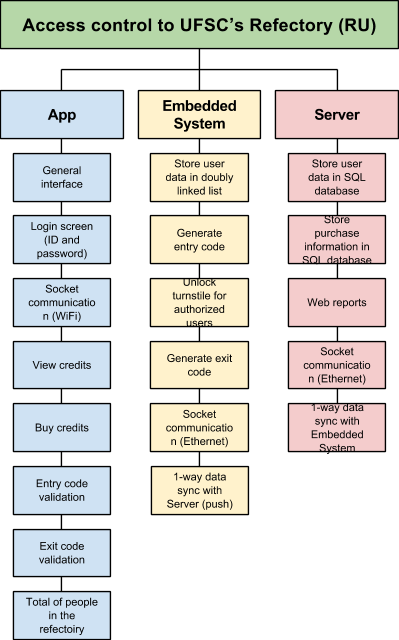 Access control to UFSC's Refectory (RU)
App
General
interface
Login screen
(ID and
password)
Socket
communicatio
n (WiFi)
View credits
Buy credits
Entry code
validation
Exit code
validation
Total of people
in the
refectoiry
Embedded
System
Store user
data in doubly
linked list
Generate
entry code
Unlock
turnstile for
authorized
users
Generate exit
code
Socket
communicatio
n (Ethernet)
1-way data
sync with
Server (push)
Server
Store user
data in SQL
database
Store
purchase
information in
SQL database
Web reports
Socket
communicatio
n (Ethernet)
1-way data
sync with
Embedded
System